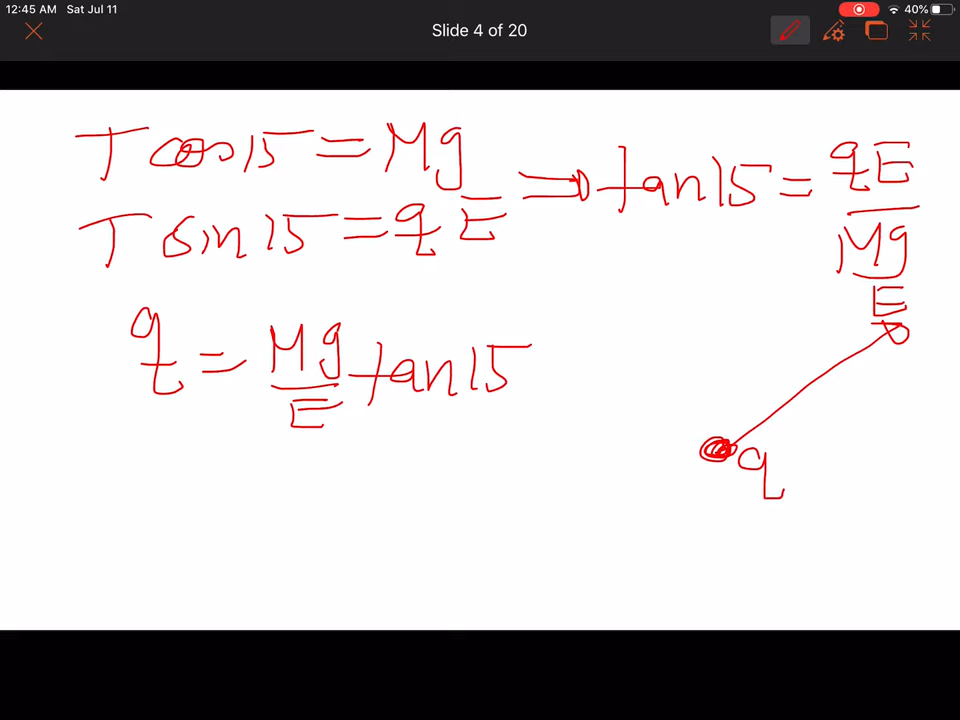 12:45 AM Sat Jul 11
40%
Slide 4 of 20
T cos 15 = Mg
T sin 15 = qE ⇒ tan 15 = qE / Mg
q = Mg / E tan 15
E
q